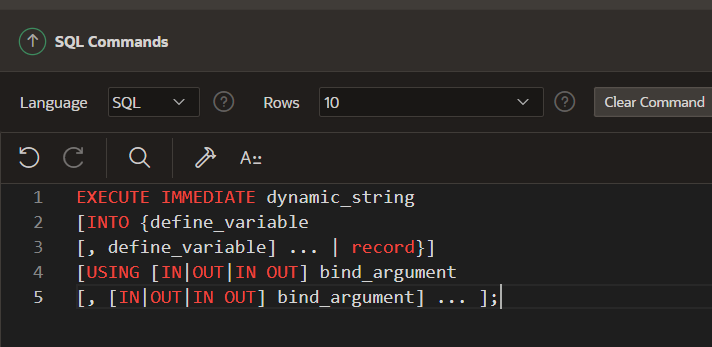 SQL Commands
Language SQL ? Rows 10 ? Clear Command
A::
1 EXECUTE IMMEDIATE dynamic_string
2 [INTO {define_variable
3 [, define_variable] ... | record}]
4 [USING [IN|OUT|IN OUT] bind_argument
5 [, [IN|OUT|IN OUT] bind_argument] ... ];